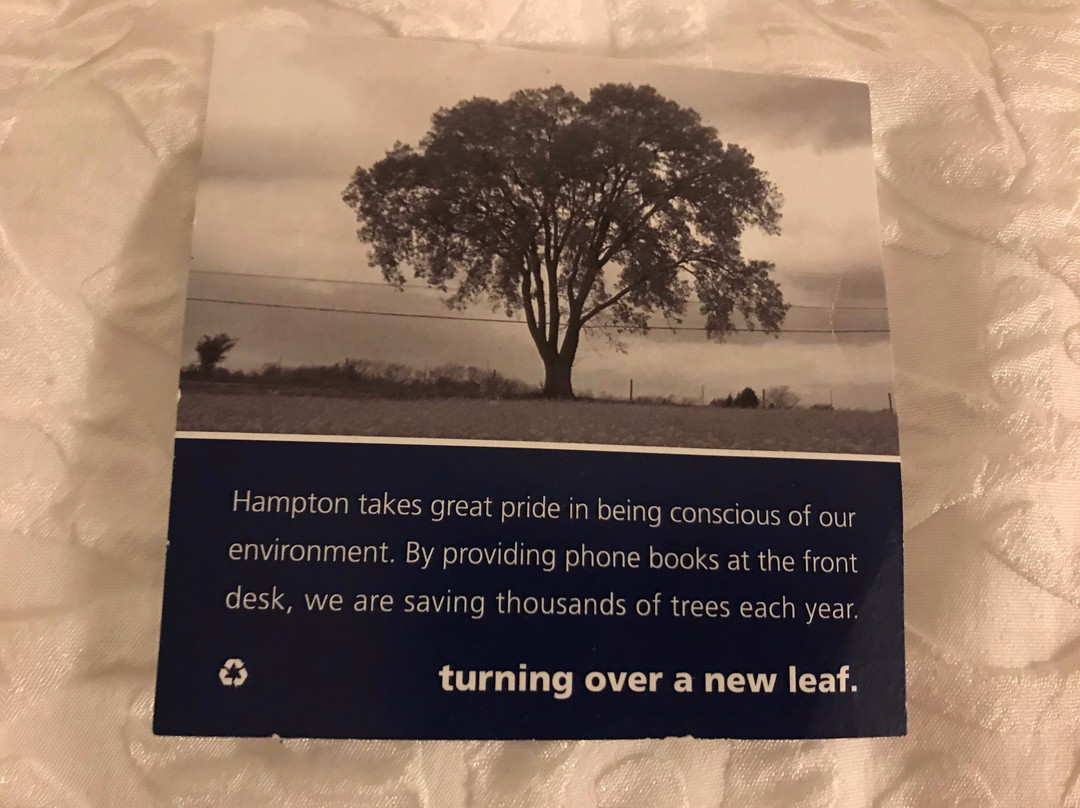 Hampton takes great pride in being conscious of our
environment. By providing phone books at the front
desk, we are saving thousands of trees each year.
turning over a new leaf.